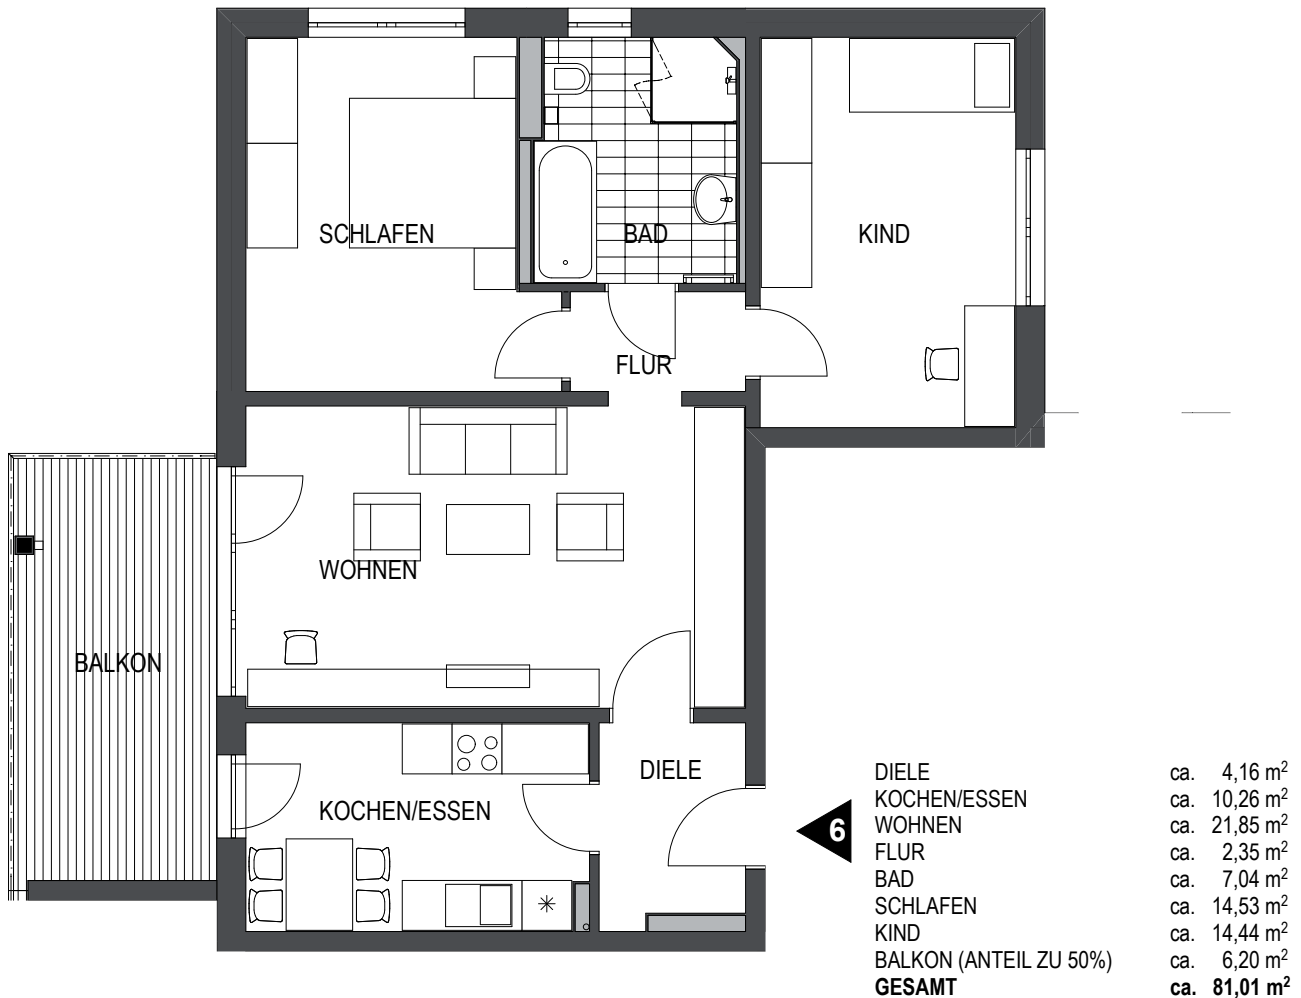 SCHLAFEN
BAD
KIND
FLUR
WOHNEN
BALKON
DIELE
KOCHEN/ESSEN
6
DIELE ca. 4,16 m²
KOCHEN/ESSEN ca. 10,26 m²
WOHNEN ca. 21,85 m²
FLUR ca. 2,35 m²
BAD ca. 7,04 m²
SCHLAFEN ca. 14,53 m²
KIND ca. 14,44 m²
BALKON (ANTEIL ZU 50%) ca. 6,20 m²
GESAMT ca. 81,01 m²